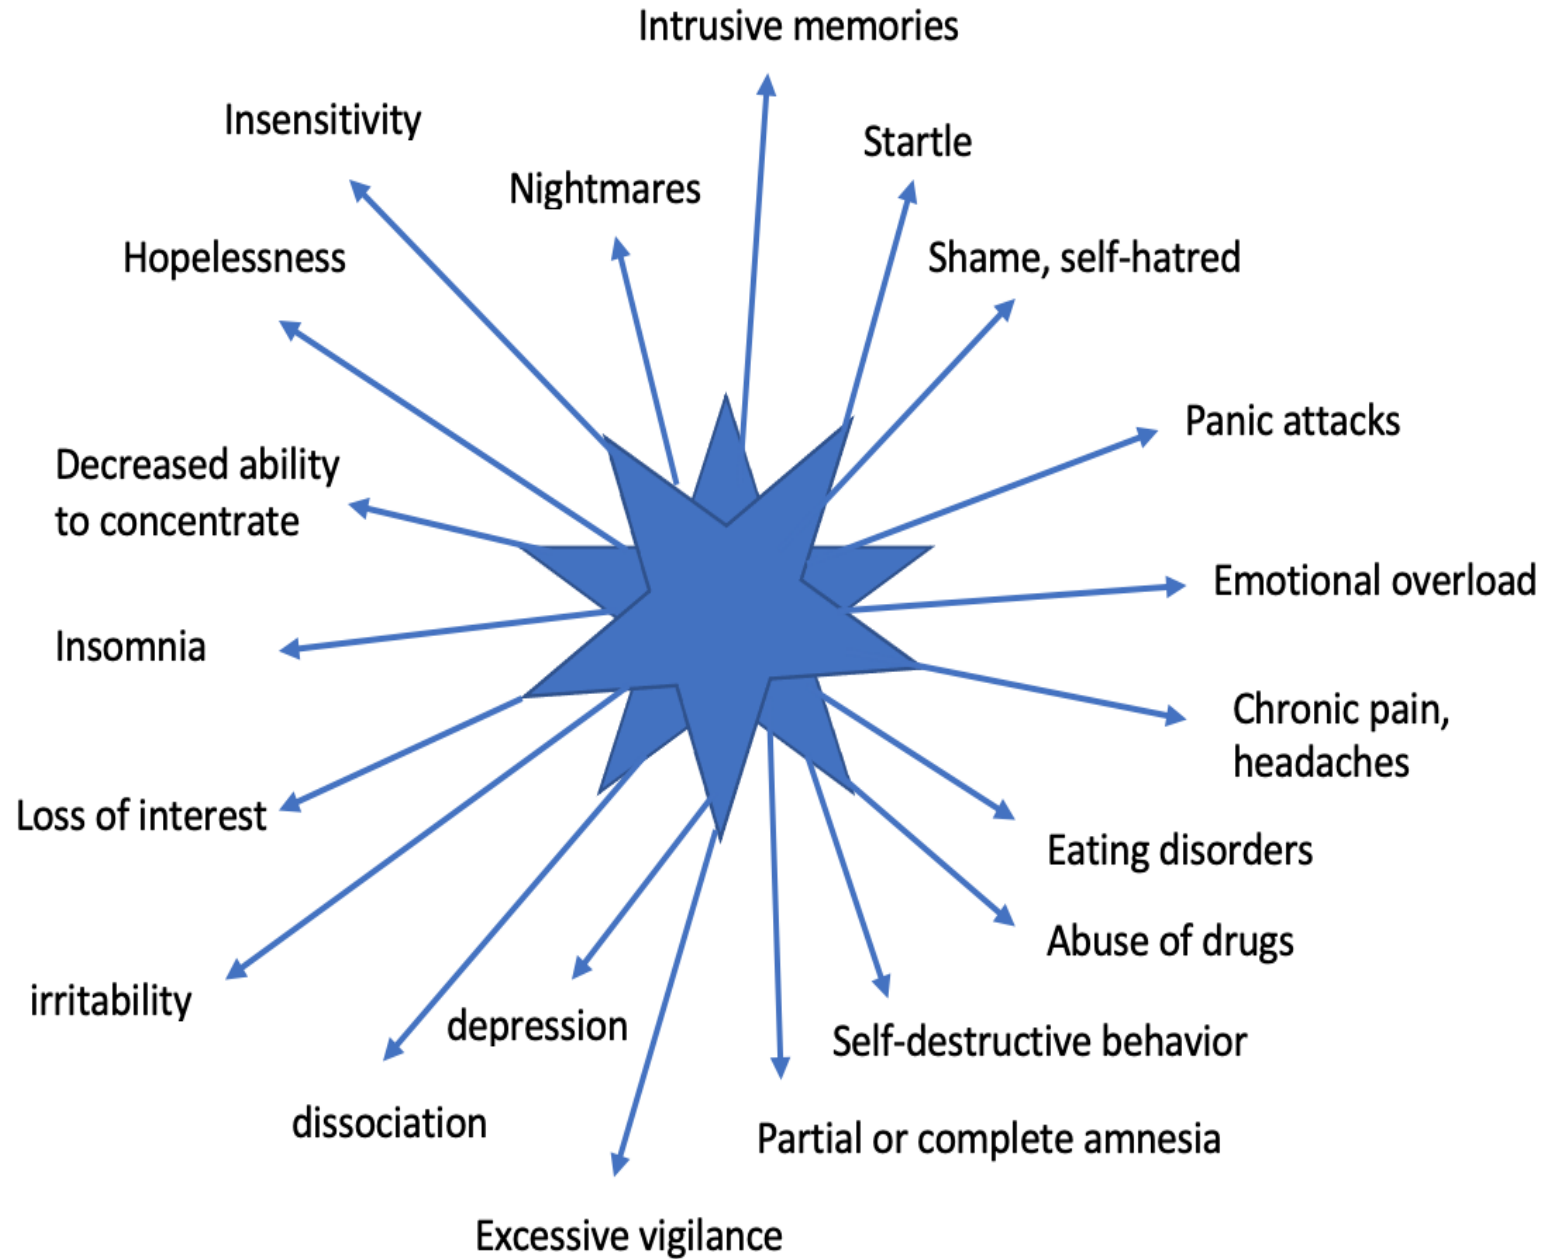 Intrusive memories
Insensitivity
Startle
Nightmares
Hopelessness
Shame, self-hatred
Panic attacks
Decreased ability
to concentrate
Emotional overload
Insomnia
Chronic pain,
headaches
Loss of interest
Eating disorders
Abuse of drugs
irritability
depression
Self-destructive behavior
dissociation
Partial or complete amnesia
Excessive vigilance